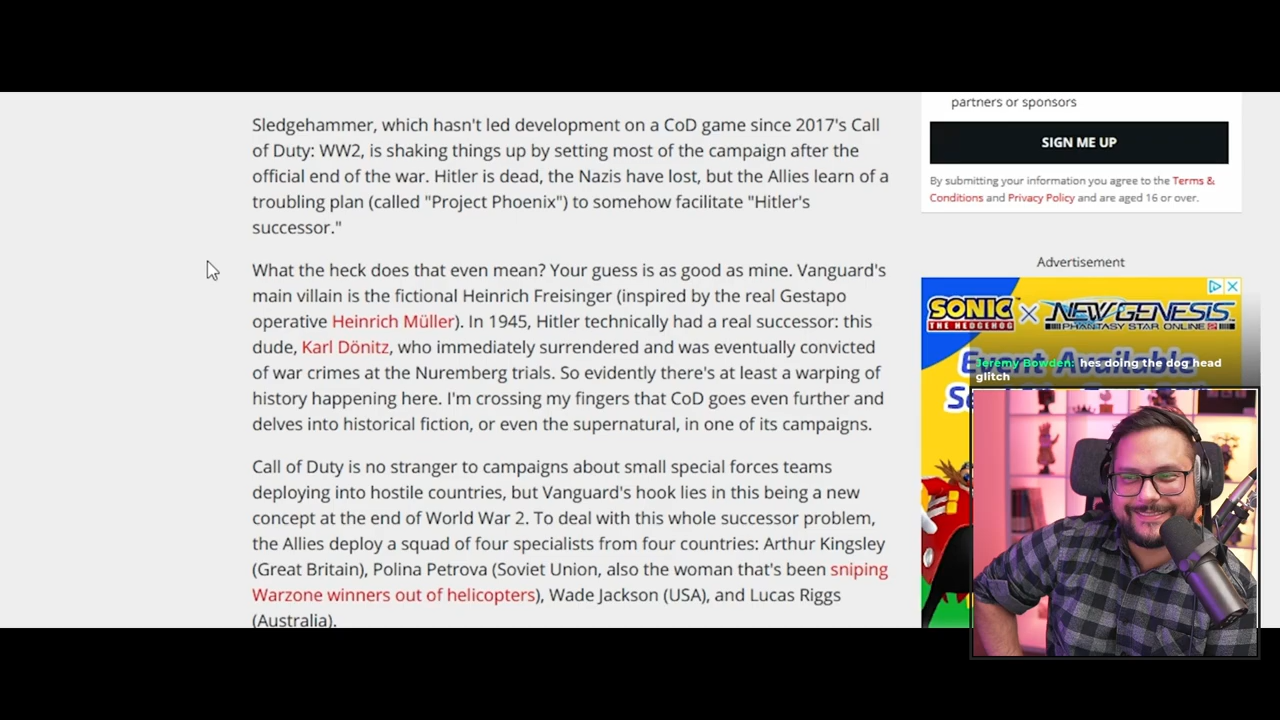 Sledgehammer, which hasn't led development on a CoD game since 2017's Call
of Duty: WW2, is shaking things up by setting most of the campaign after the
official end of the war. Hitler is dead, the Nazis have lost, but the Allies learn of a
troubling plan (called "Project Phoenix") to somehow facilitate "Hitler's
successor."
What the heck does that even mean? Your guess is as good as mine. Vanguard's
main villain is the fictional Heinrich Freisinger (inspired by the real Gestapo
operative Heinrich Müller). In 1945, Hitler technically had a real successor: this
dude, Karl Dönitz, who immediately surrendered and was eventually convicted
of war crimes at the Nuremberg trials. So evidently there's at least a warping of
history happening here. I'm crossing my fingers that CoD goes even further and
delves into historical fiction, or even the supernatural, in one of its campaigns.
Call of Duty is no stranger to campaigns about small special forces teams
deploying into hostile countries, but Vanguard's hook lies in this being a new
concept at the end of World War 2. To deal with this whole successor problem,
the Allies deploy a squad of four specialists from four countries: Arthur Kingsley
(Great Britain), Polina Petrova (Soviet Union, also the woman that's been sniping
Warzone winners out of helicopters), Wade Jackson (USA), and Lucas Riggs
(Australia).
partners or sponsors
SIGN ME UP
By submitting your information you agree to the Terms &
Conditions and Privacy Policy and are aged 16 or over.
Advertisement
SONIC THE HEDGEHOG × NEW GENESIS
PHANTASY STAR ONLINE 2
Event Available
Jeremy Bowden: hes doing the dog head
glitch